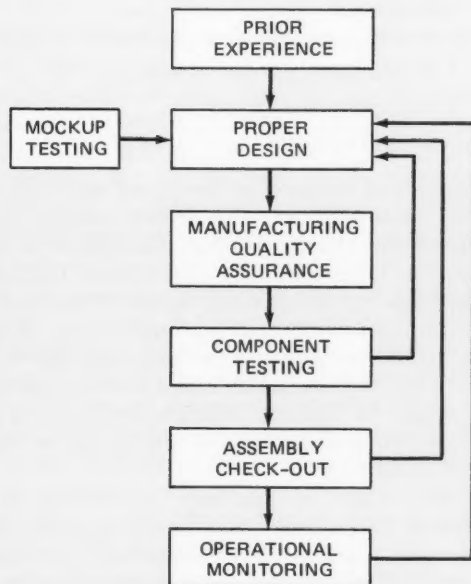 PRIOR
EXPERIENCE
MOCKUP
TESTING
PROPER
DESIGN
MANUFACTURING
QUALITY
ASSURANCE
COMPONENT
TESTING
ASSEMBLY
CHECK-OUT
OPERATIONAL
MONITORING